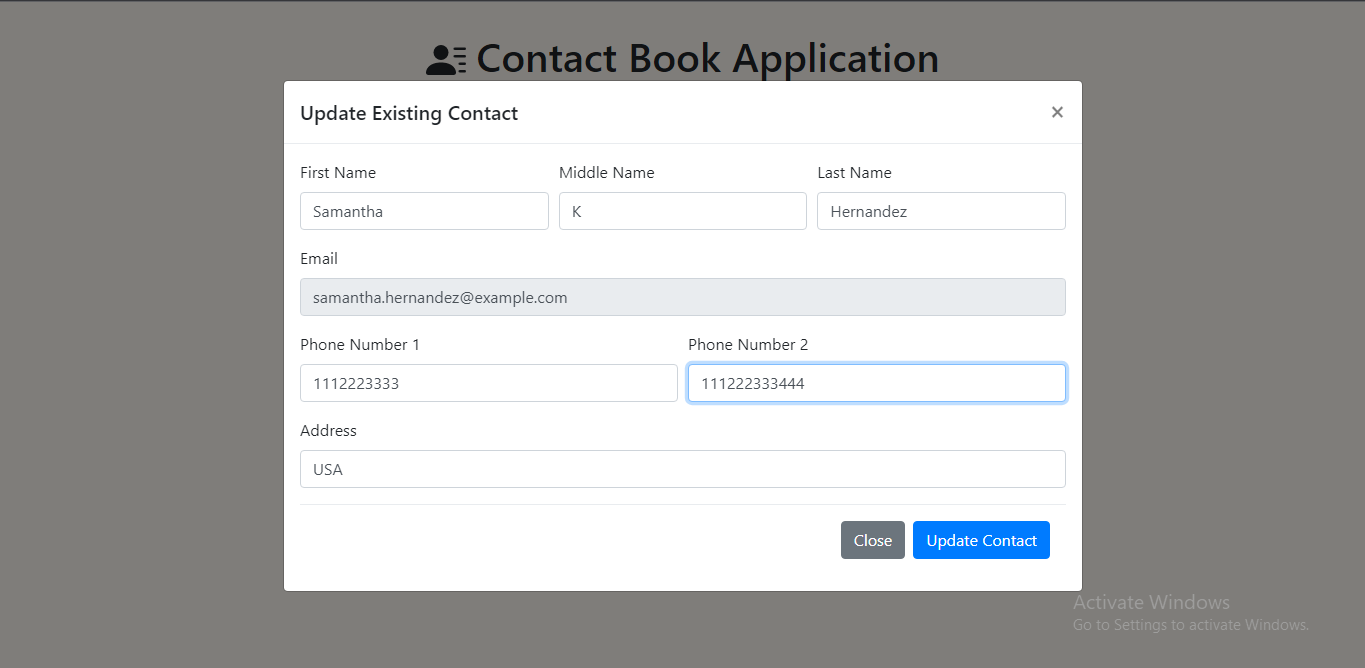 Contact Book Application
Update Existing Contact ×
First Name Middle Name Last Name
Samantha K Hernandez
Email
samantha.hernandez@example.com
Phone Number 1 Phone Number 2
1112223333 111222333444
Address
USA
Close Update Contact
Activate Windows
Go to Settings to activate Windows.